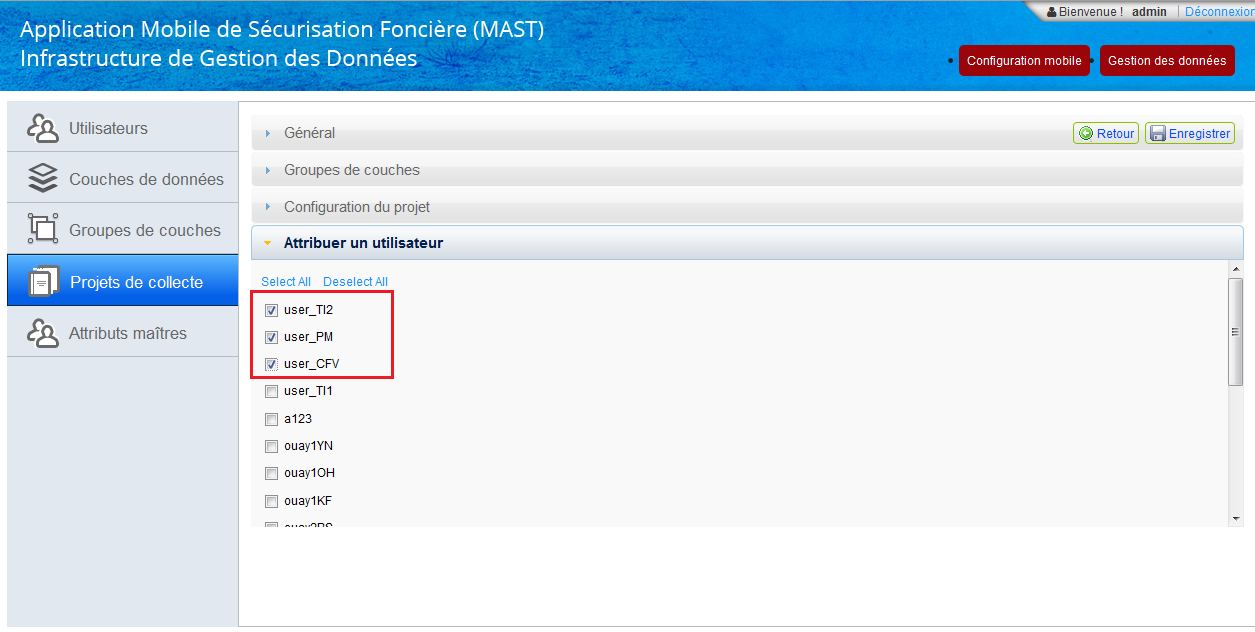 Application Mobile de Sécurisation Foncière (MAST)
Infrastructure de Gestion des Données
Bienvenue ! admin Déconnexion
Configuration mobile
Gestion des données
Utilisateurs
Couches de données
Groupes de couches
Projets de collecte
Attributs maîtres
Général
Retour
Enregistrer
Groupes de couches
Configuration du projet
Attribuer un utilisateur
Select All Deselect All
user_TI2
user_PM
user_CFV
user_TI1
a123
ouay1YN
ouay1OH
ouay1KF